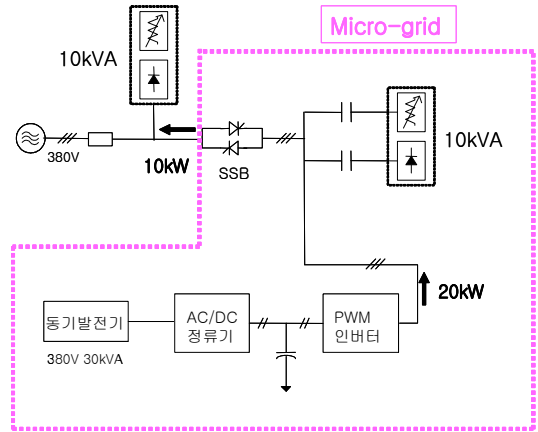 Micro-grid
10kVA
380V
10kW
SSB
10kVA
20kW
동기발전기
380V 30kVA
AC/DC
정류기
PWM
인버터